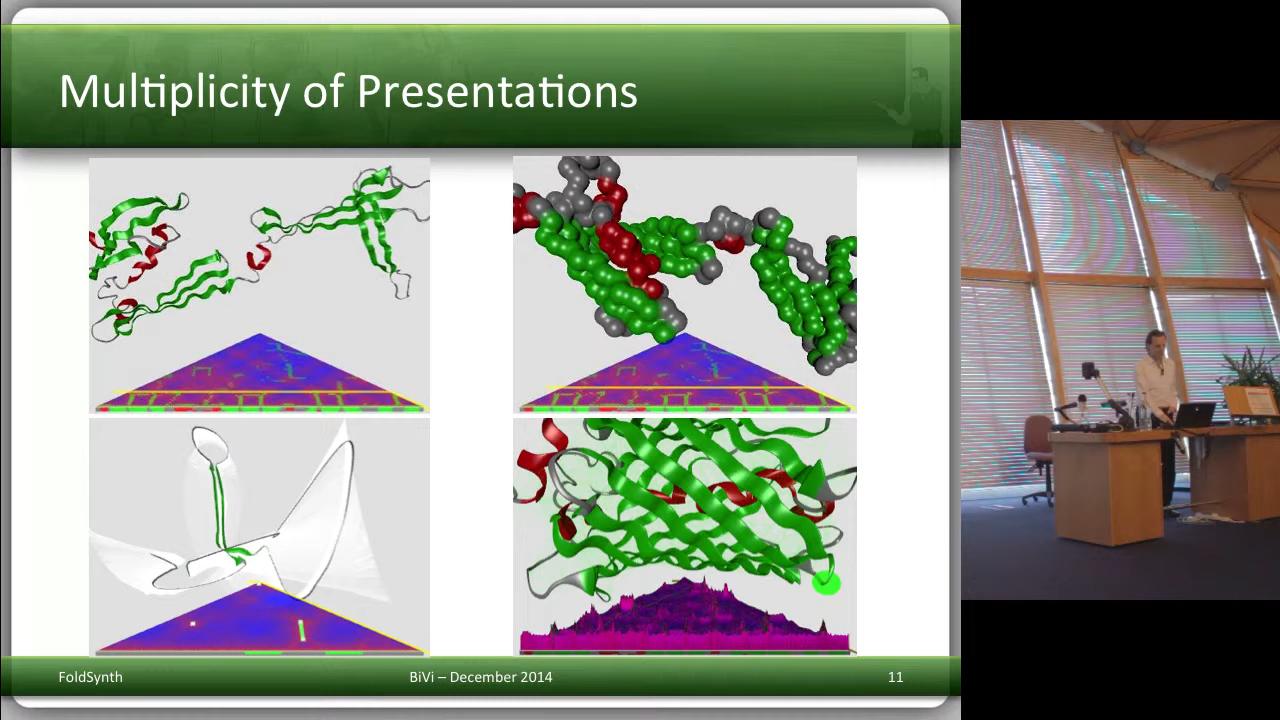 Multiplicity of Presentations
FoldSynth
BiVi – December 2014
11